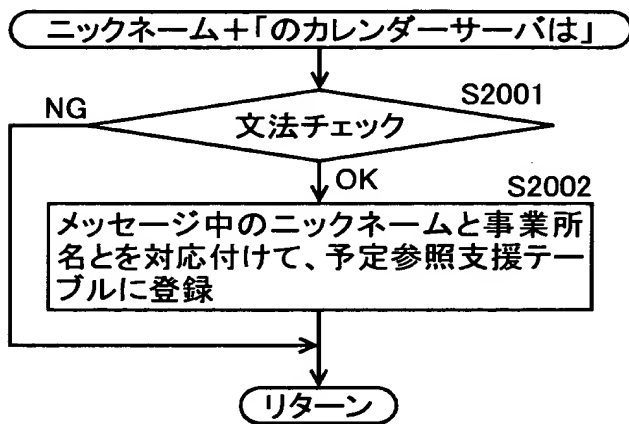 ニックネーム+「のカレンダーサーバは」
S2001
NG
文法チェック
OK
S2002
メッセージ中のニックネームと事業所
名とを対応付けて、予定参照支援テー
ブルに登録
リターン